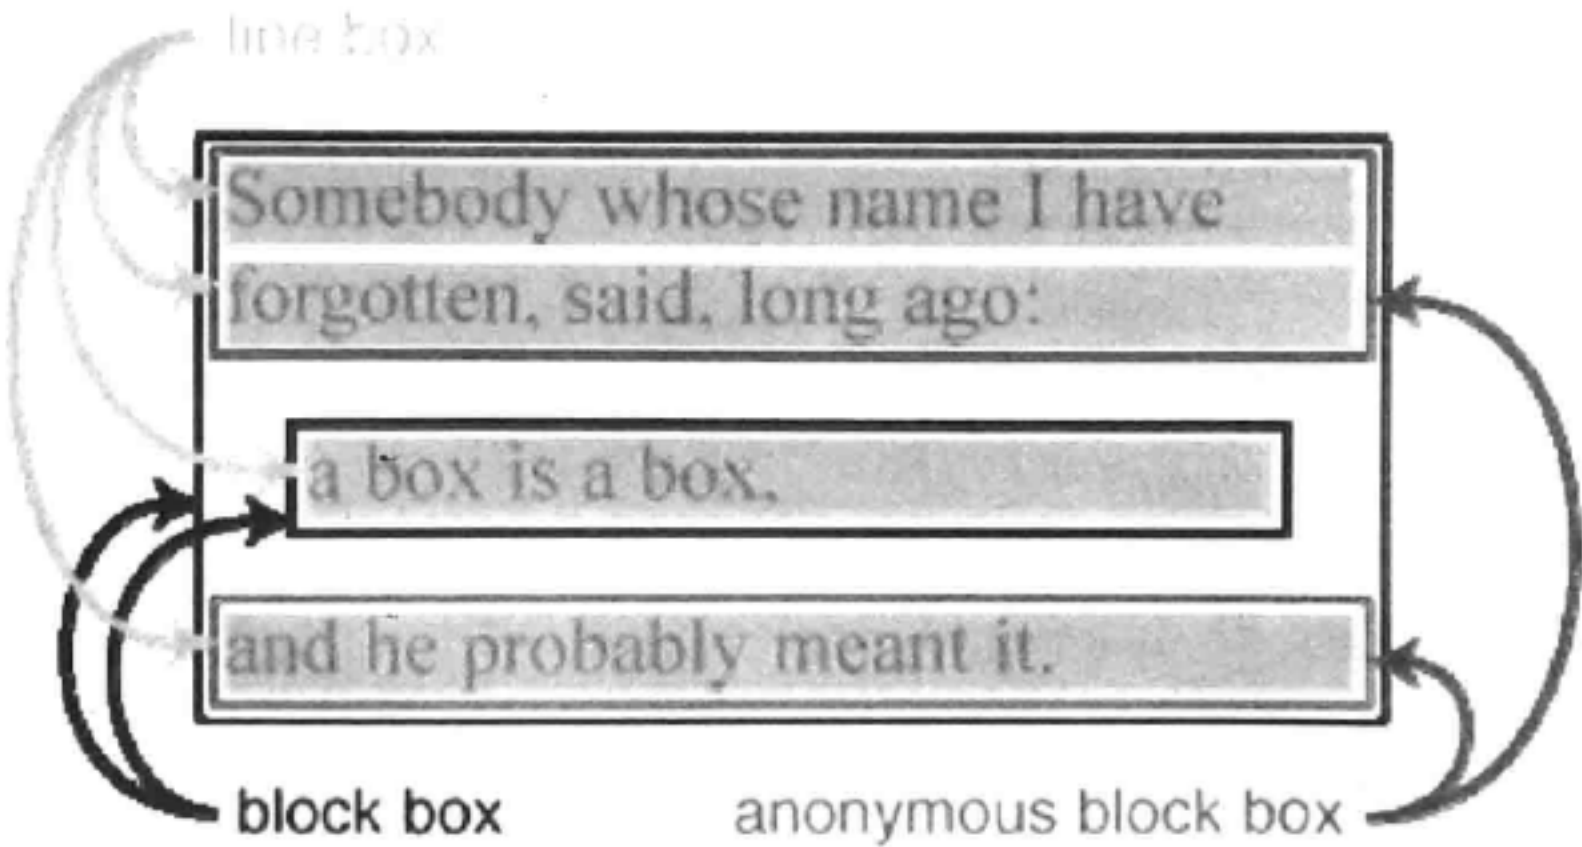 line box
Somebody whose name I have
forgotten, said, long ago:
a box is a box,
and he probably meant it.
block box
anonymous block box